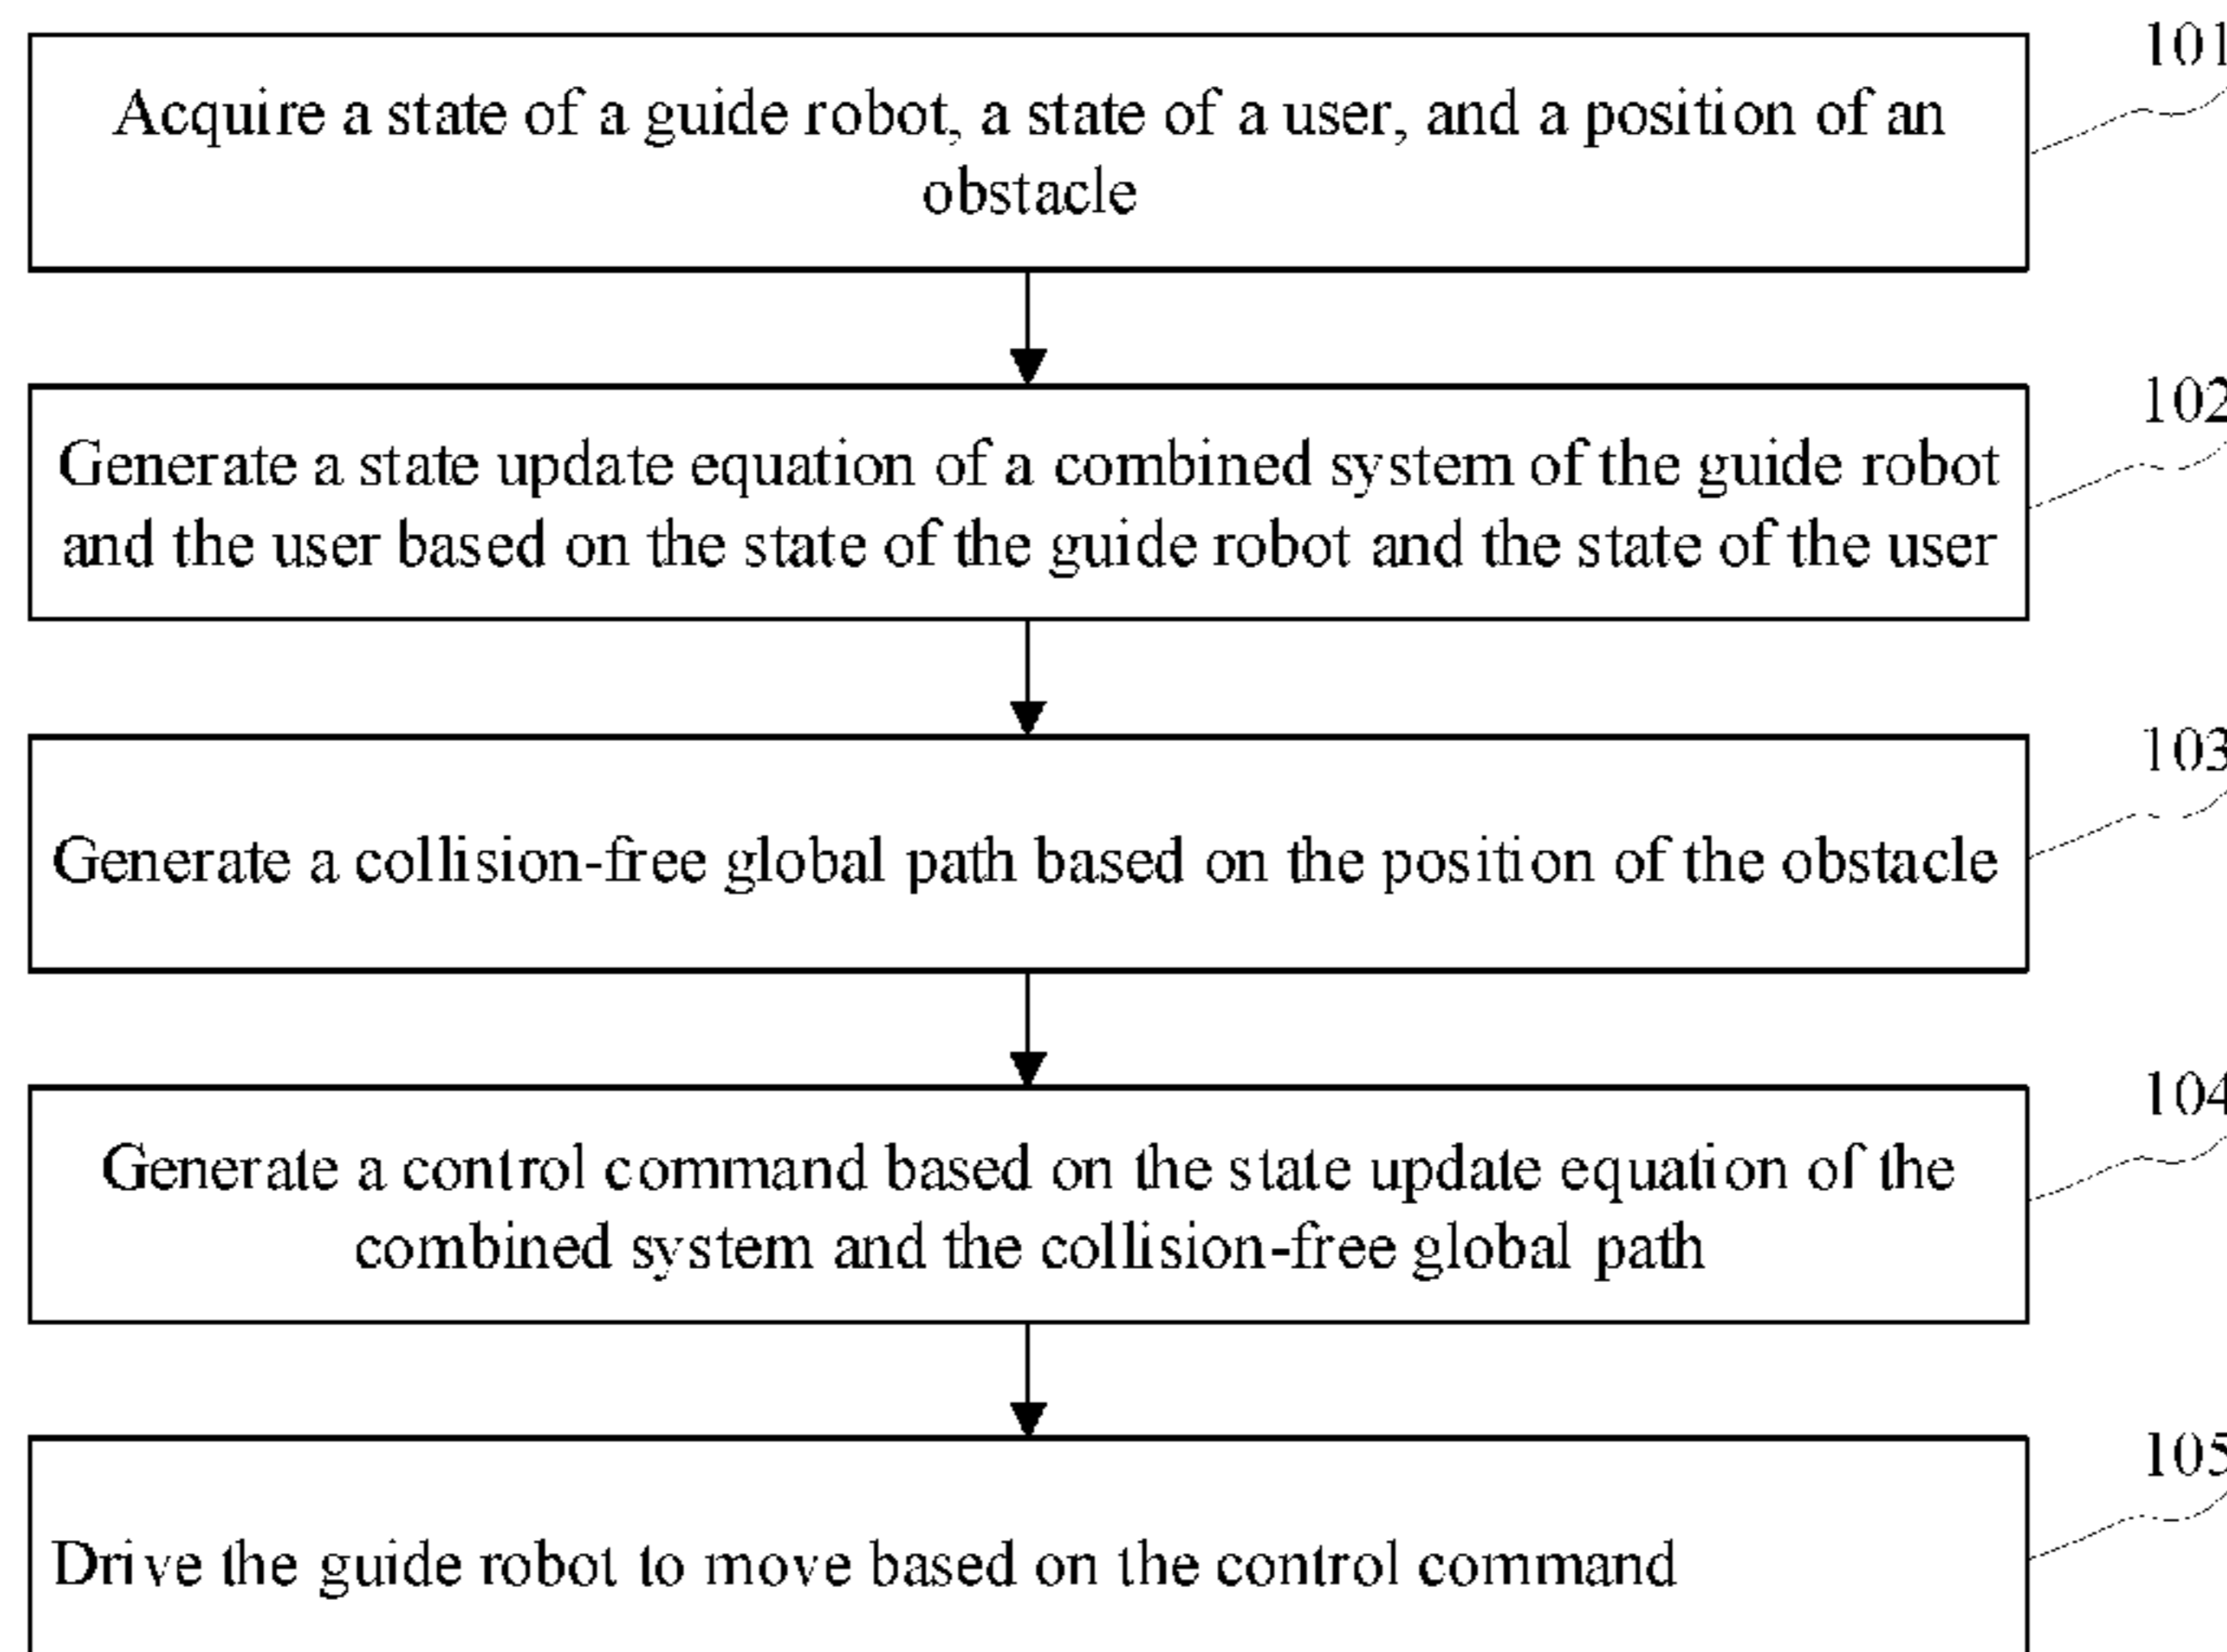 101
Acquire a state of a guide robot, a state of a user, and a position of an
obstacle
102
Generate a state update equation of a combined system of the guide robot
and the user based on the state of the guide robot and the state of the user
103
Generate a collision-free global path based on the position of the obstacle
104
Generate a control command based on the state update equation of the
combined system and the collision-free global path
105
Drive the guide robot to move based on the control command